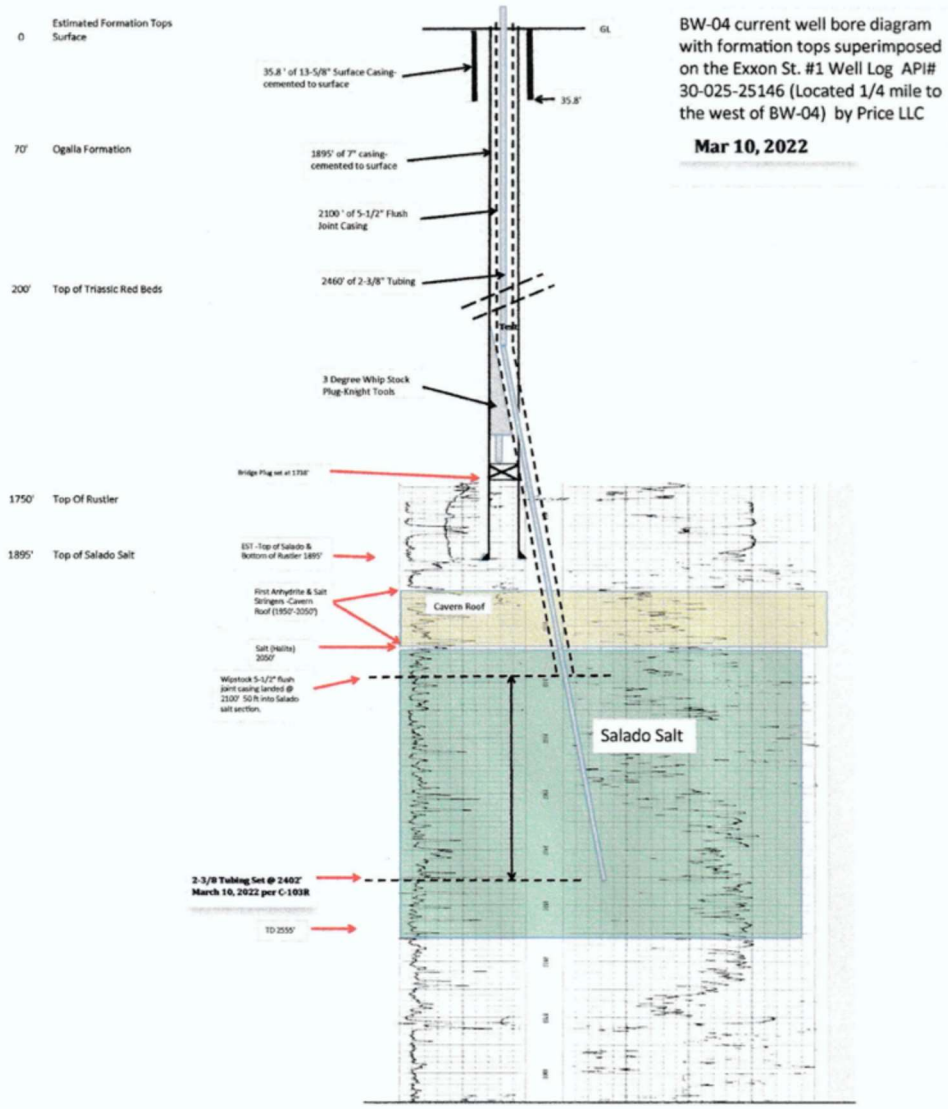 Estimated Formation Tops
0 Surface
GL
BW-04 current well bore diagram
with formation tops superimposed
on the Exxon St. #1 Well Log API#
30-025-25146 (Located 1/4 mile to
the west of BW-04) by Price LLC
Mar 10, 2022
35.8 ' of 13-5/8" Surface Casing-
cemented to surface
35.8'
70' Ogalla Formation
1895' of 7" casing-
cemented to surface
2100 ' of 5-1/2" Flush
Joint Casing
2460' of 2-3/8" Tubing
200' Top of Triassic Red Beds
Text
3 Degree Whip Stock
Plug-Knight Tools
Bridge Plug set at
1750' Top Of Rustler
EST -Top of Salado &
Bottom of Rustler 1895'
1895' Top of Salado Salt
First Anhydrite & Salt
Stringers -Cavern
Roof (1950'-2050')
Cavern Roof
Salt (Halite)
2050'
Wipstock 5-1/2" flush
joint casing landed @
2100' 50 ft into Salado
salt section.
Salado Salt
2-3/8 Tubing Set @ 2402'
March 10, 2022 per C-103R
TD 2555'